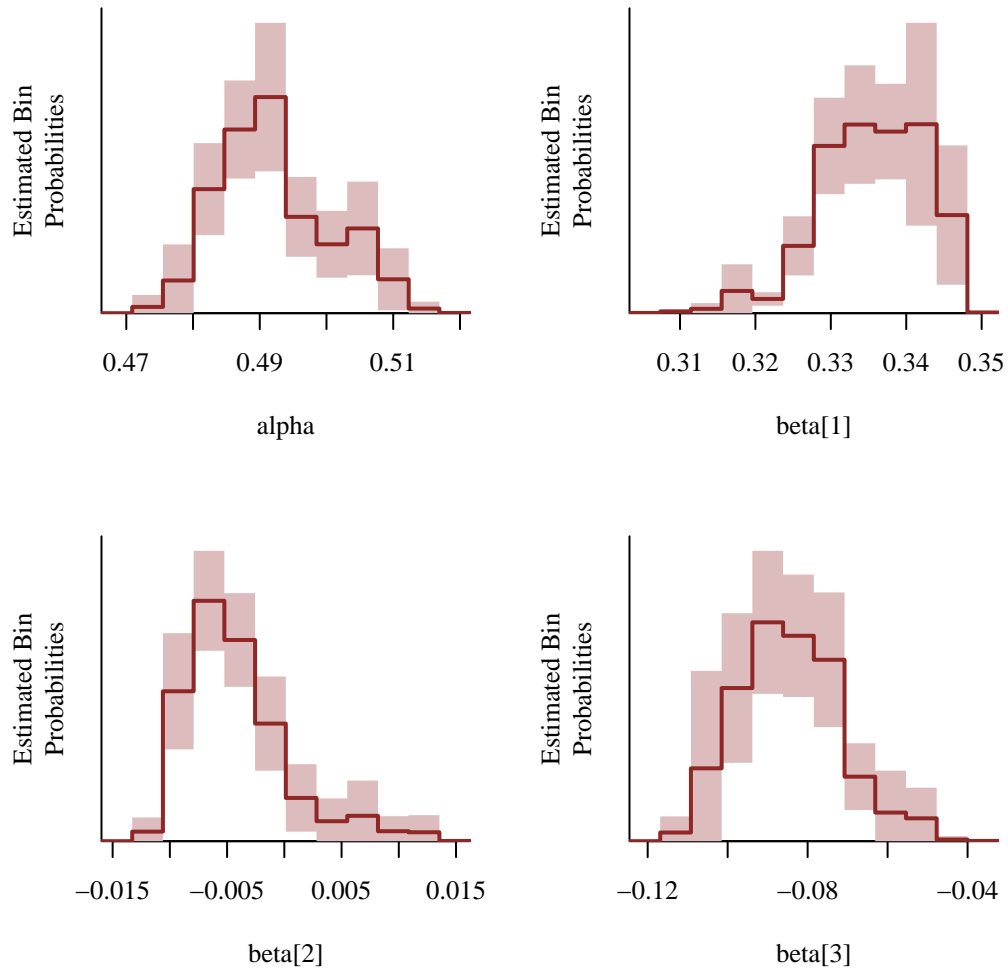 Estimated Bin
Probabilities
0.47
0.49
0.51
alpha
Estimated Bin
Probabilities
0.31
0.32
0.33
0.34
0.35
beta[1]
Estimated Bin
Probabilities
−0.015
−0.005
0.005
0.015
beta[2]
Estimated Bin
Probabilities
−0.12
−0.08
−0.04
beta[3]